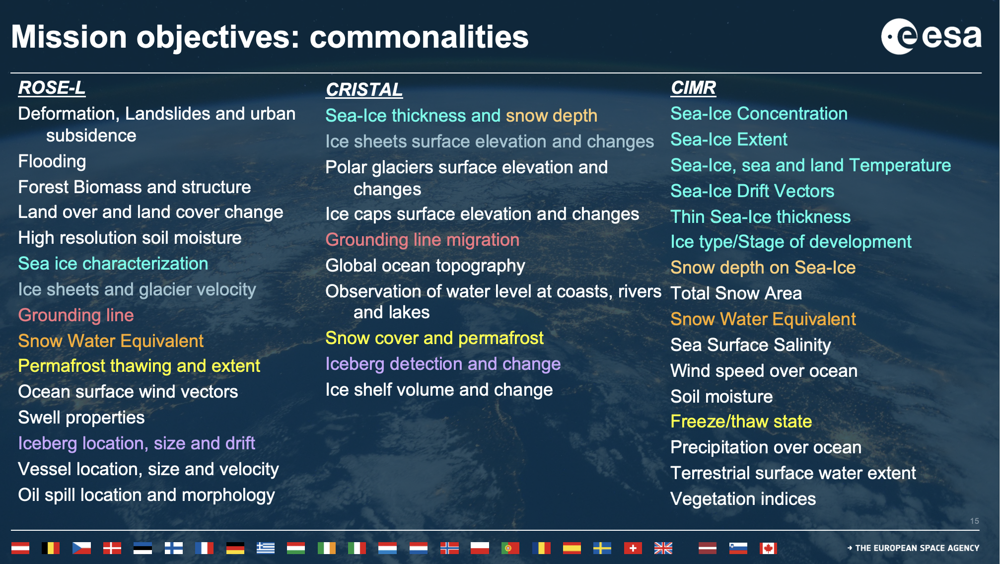 Mission objectives: commonalities
esa
ROSE-L
Deformation, Landslides and urban
subsidence
Flooding
Forest Biomass and structure
Land over and land cover change
High resolution soil moisture
Sea ice characterization
Ice sheets and glacier velocity
Grounding line
Snow Water Equivalent
Permafrost thawing and extent
Ocean surface wind vectors
Swell properties
Iceberg location, size and drift
Vessel location, size and velocity
Oil spill location and morphology
CRISTAL
Sea-Ice thickness and snow depth
Ice sheets surface elevation and changes
Polar glaciers surface elevation and
changes
Ice caps surface elevation and changes
Grounding line migration
Global ocean topography
Observation of water level at coasts, rivers
and lakes
Snow cover and permafrost
Iceberg detection and change
Ice shelf volume and change
CIMR
Sea-Ice Concentration
Sea-Ice Extent
Sea-Ice, sea and land Temperature
Sea-Ice Drift Vectors
Thin Sea-Ice thickness
Ice type/Stage of development
Snow depth on Sea-Ice
Total Snow Area
Snow Water Equivalent
Sea Surface Salinity
Wind speed over ocean
Soil moisture
Freeze/thaw state
Precipitation over ocean
Terrestrial surface water extent
Vegetation indices
15
→ THE EUROPEAN SPACE AGENCY